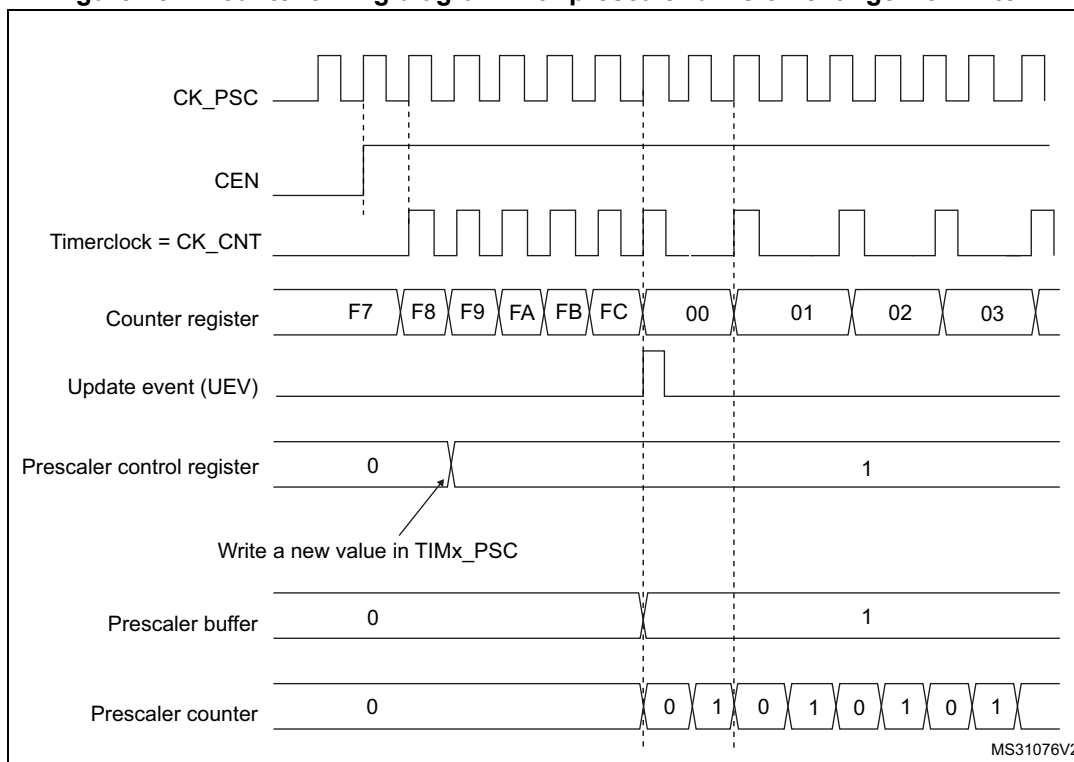 CK_PSC
CEN
Timerclock = CK_CNT
Counter register F7 F8 F9 FA FB FC 00 01 02 03
Update event (UEV)
Prescaler control register 0 1
Write a new value in TIMx_PSC
Prescaler buffer 0 1
Prescaler counter 0 0 1 0 1 0 1 0 1
MS31076V2